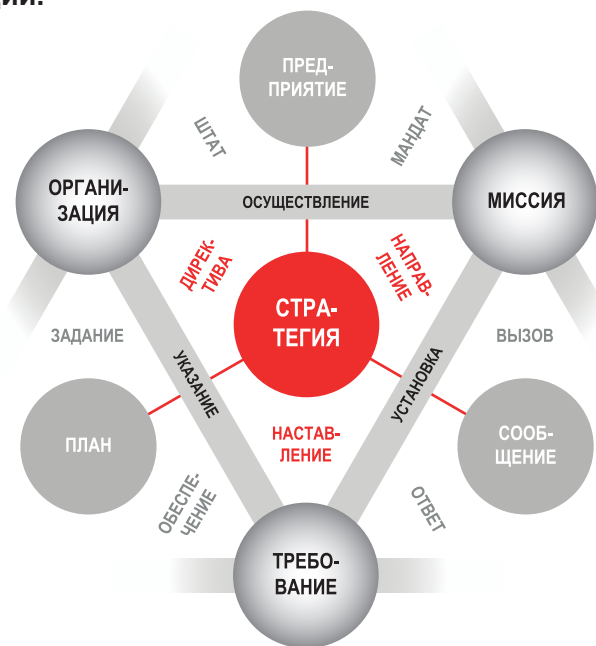 ции.
ПРЕД-
ПРИЯТИЕ
ШТАТ
МАНДАТ
ОРГАНИ-
ЗАЦИЯ
ОСУЩЕСТВЛЕНИЕ
МИССИЯ
ДИРЕК-
ТИВА
НАПРАВ-
ЛЕНИЕ
СТРА-
ТЕГИЯ
ЗАДАНИЕ
ВЫЗОВ
УКАЗАНИЕ
УСТАНОВКА
ПЛАН
НАСТАВ-
ЛЕНИЕ
СООБ-
ЩЕНИЕ
ОБЕСПЕ-
ЧЕНИЕ
ОТВЕТ
ТРЕБО-
ВАНИЕ